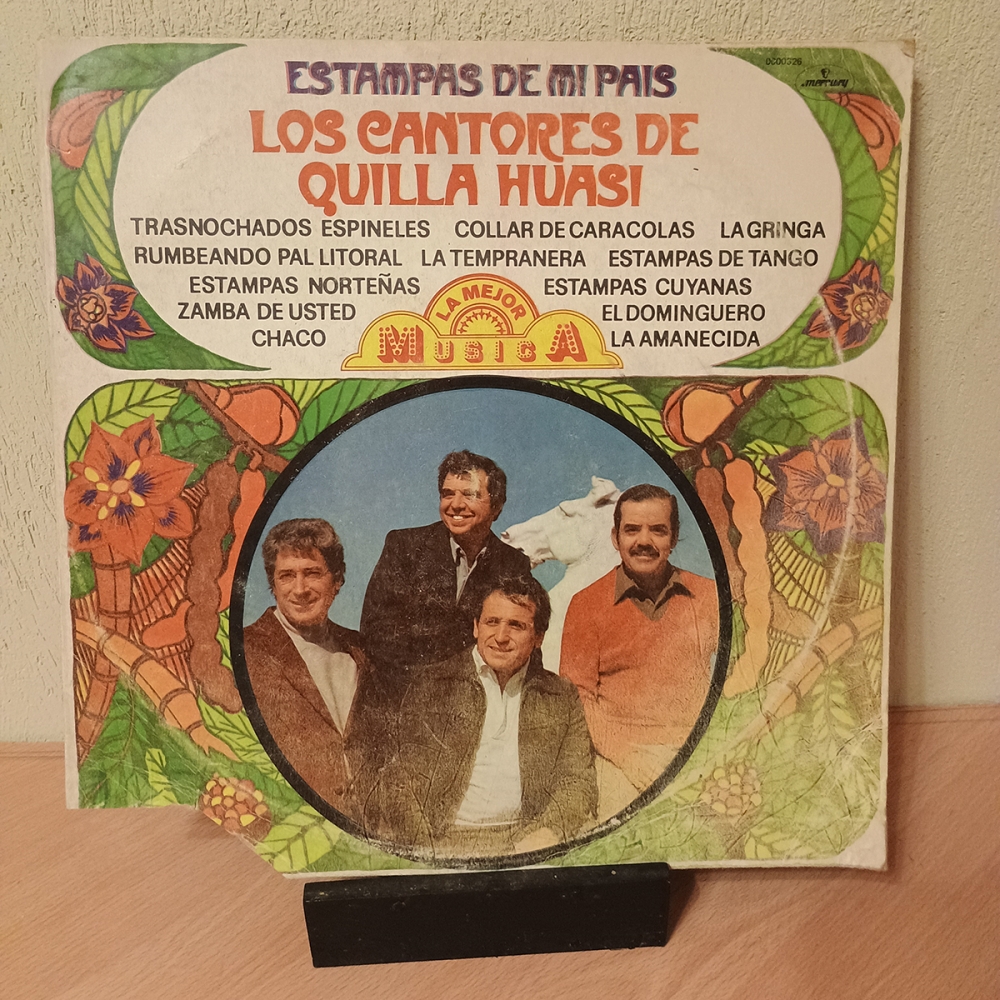 0600326
mercury
ESTAMPAS DE MI PAIS
LOS CANTORES DE
QUILLA HUASI
TRASNOCHADOS ESPINELES COLLAR DE CARACOLAS LA GRINGA
RUMBEANDO PAL LITORAL LA TEMPRANERA ESTAMPAS DE TANGO
ESTAMPAS NORTEÑAS ESTAMPAS CUYANAS
ZAMBA DE USTED EL DOMINGUERO
CHACO LA AMANECIDA
LA MEJOR
MUSICA